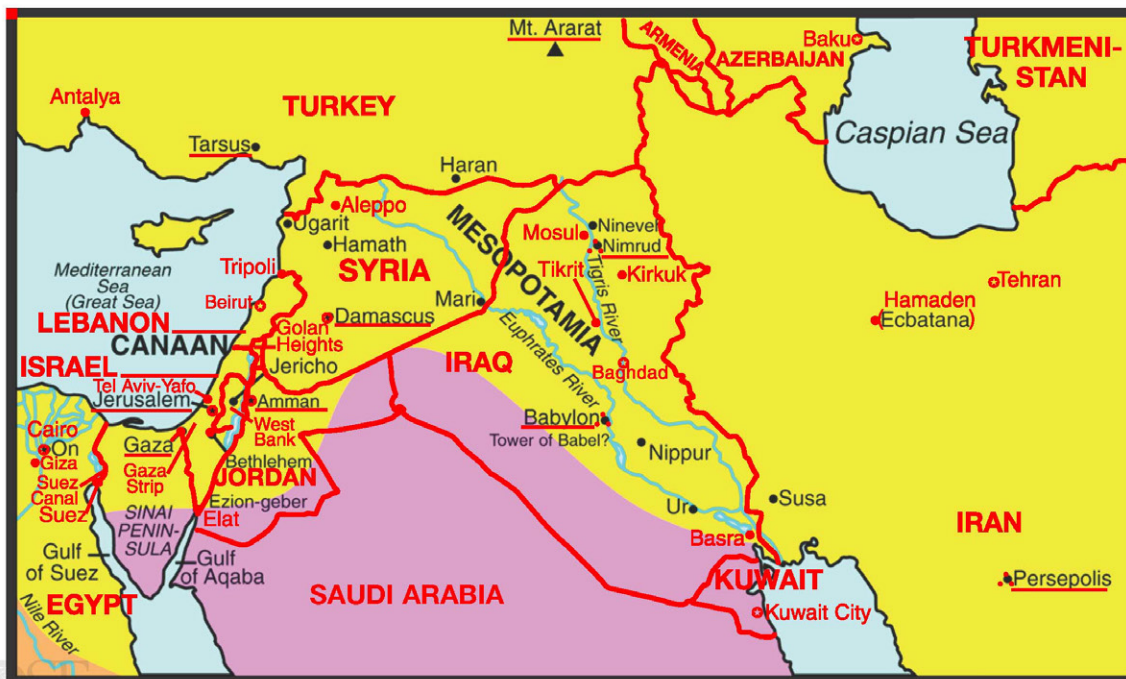 Mt. Ararat
ARMENIA
AZERBAIJAN
Baku
TURKMENI-
STAN
Antalya
TURKEY
Caspian Sea
Tarsus
Haran
Aleppo
Ugarit
Hamath
MESOPOTAMIA
Nineveh
Mosul
Nimrud
Mediterranean
Sea
(Great Sea)
Tripoli
SYRIA
Tikrit
Tigris River
Kirkuk
Tehran
Beirut
Mari
Hamaden
(Ecbatana)
LEBANON
Damascus
CANAAN
Golan
Heights
Euphrates River
ISRAEL
Jericho
IRAQ
Baghdad
Tel Aviv-Yafo
Jerusalem
Amman
Babylon
Tower of Babel?
West
Bank
Cairo
On
Gaza
Nippur
Giza
Gaza
Strip
Bethlehem
Suez
Canal
JORDAN
Suez
Ezion-geber
Ur
Susa
SINAI
PENIN-
SULA
Elat
Basra
IRAN
Gulf
of Suez
Gulf
of Aqaba
KUWAIT
EGYPT
SAUDI ARABIA
Persepolis
Kuwait City
Nile River